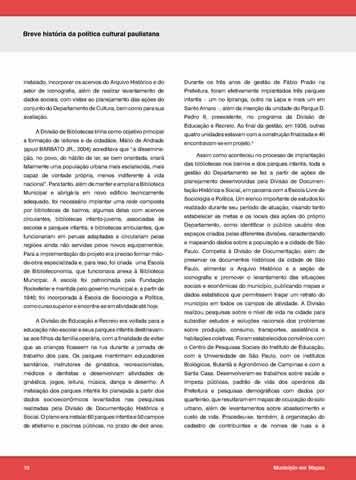 Breve história da política cultural paulistana
instalado, incorporar os acervos do Arquivo Histórico e do
setor de iconografia, além de realizar levantamento de
dados sociais, com vistas ao planejamento das ações do
conjunto do Departamento de Cultura, bem como para sua
avaliação.
A Divisão de Bibliotecas tinha como objetivo principal
a formação de leitores e de cidadãos. Mário de Andrade
(apud BARBATO JR., 2004) acreditava que "a dissemina-
ção, no povo, do hábito de ler, se bem orientada, criará
fatalmente uma população urbana mais esclarecida, mais
capaz de vontade própria, menos indiferente à vida
nacional". Para tanto, além de manter e ampliar a Biblioteca
Municipal e abrigá-la em novo edifício tecnicamente
adequado, foi necessário implantar uma rede composta
por bibliotecas de bairros, algumas delas com acervos
circulantes, bibliotecas infanto-juvenis, associadas às
escolas e parques infantis, e bibliotecas ambulantes, que
funcionariam em peruas adaptadas e circulariam pelas
regiões ainda não servidas pelos novos equipamentos.
Para a implementação do projeto era preciso formar mão-
de-obra especializada e, para isso, foi criada uma Escola
de Biblioteconomia, que funcionava anexa à Biblioteca
Municipal. A escola foi patrocinada pela Fundação
Rockefeller e mantida pelo governo municipal e, a partir de
1940, foi incorporada à Escola de Sociologia e Política,
como curso superior e encontra-se em atividade até hoje.
A Divisão de Educação e Recreio era voltada para a
educação não-escolar e seus parques infantis destinavam-
se aos filhos da família operária, com a finalidade de evitar
que as crianças ficassem na rua durante a jornada de
trabalho dos pais. Os parques mantinham educadores
sanitários, instrutores de ginástica, recreacionistas,
médicos e dentistas e desenvolviam atividades de
ginástica, jogos, leitura, música, dança e desenho. A
instalação dos parques infantis foi planejada a partir dos
dados socioeconômicos levantados nas pesquisas
realizadas pela Divisão de Documentação Histórica e
Social. O plano era instalar 60 parques infantis e 50 campos
de atletismo e piscinas públicas, no prazo de dez anos.
Durante os três anos de gestão de Fábio Prado na
Prefeitura, foram efetivamente implantados três parques
infantis – um no Ipiranga, outro na Lapa e mais um em
Santo Amaro –, além da inserção da unidade do Parque D.
Pedro II, preexistente, no programa da Divisão de
Educação e Recreio. Ao final da gestão, em 1938, outras
quatro unidades estavam com a construção finalizada e 46
encontravam-se em projeto.
Assim como aconteceu no processo de implantação
das bibliotecas nos bairros e dos parques infantis, toda a
gestão do Departamento se fez a partir de ações de
planejamento desenvolvidas pela Divisão de Documen-
tação Histórica e Social, em parceria com a Escola Livre de
Sociologia e Política. Um elenco importante de estudos foi
realizado durante seu período de atuação, visando tanto
estabelecer as metas e os locais das ações do próprio
Departamento, como identificar o público usuário dos
espaços criados pelas diferentes divisões, caracterizando
e mapeando dados sobre a população e a cidade de São
Paulo. Competia à Divisão de Documentação, além de
preservar os documentos históricos da cidade de São
Paulo, alimentar o Arquivo Histórico e a seção de
iconografia e promover o levantamento das situações
sociais e econômicas do município, publicando mapas e
dados estatísticos que permitissem traçar um retrato do
município em todos os campos de atividade. A Divisão
realizou pesquisas sobre o nível de vida na cidade para
subsidiar estudos e soluções racionais dos problemas
sobre produção, consumo, transportes, assistência e
habitações coletivas. Foram estabelecidos convênios com
o Centro de Pesquisas Sociais do Instituto de Educação,
com a Universidade de São Paulo, com os Institutos
Biológicos, Butantã e Agronômico de Campinas e com a
Santa Casa. Desenvolveram-se trabalhos sobre saúde e
limpeza públicas, padrão de vida dos operários da
Prefeitura e pesquisas demográficas com dados por
quarteirão, que resultaram em mapas de ocupação do solo
urbano, além de levantamentos sobre abastecimento e
custo de vida. Procedeu-se, também, à organização do
cadastro de contribuintes e de nomes de ruas e à
Município em Mapas